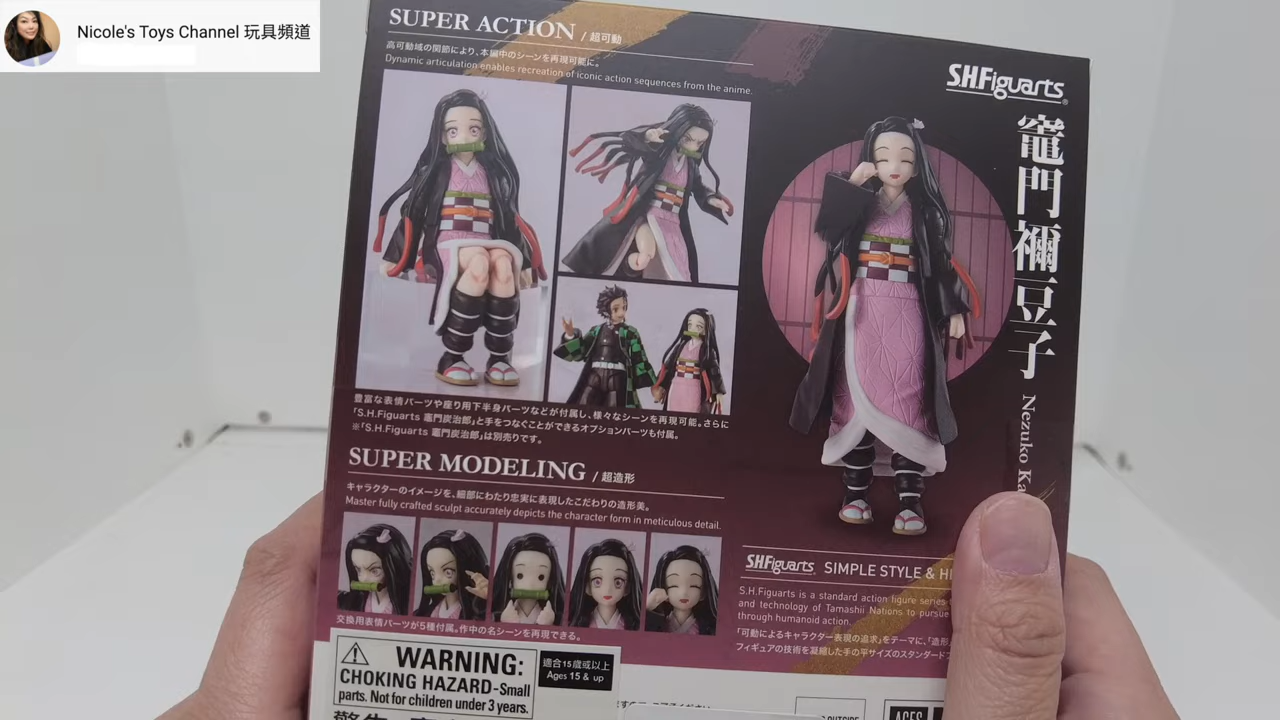 Nicole's Toys Channel 玩具頻道
SUPER ACTION / 超可動
高可動域の関節により、本編中のシーンを再現可能に。
Dynamic articulation enables recreation of iconic action sequences from the anime.
S.H.Figuarts®
竈門禰豆子
Nezuko Ka
豊富な表情パーツや座り用下半身パーツなどが付属し、様々なシーンを再現可能。さらに
「S.H.Figuarts 竈門炭治郎」と手をつなぐことができるオプションパーツも付属。
※「S.H.Figuarts 竈門炭治郎」は別売りです。
SUPER MODELING / 超造形
キャラクターのイメージを、細部にわたり忠実に表現したこだわりの造形美。
Master fully crafted sculpt accurately depicts the character form in meticulous detail.
交換用表情パーツが5種付属。作中の名シーンを再現できる。
S.H.Figuarts SIMPLE STYLE &
S.H.Figuarts is a standard action figure series
and technology of Tamashii Nations to pursue
through humanoid action.
「可動によるキャラクター表現の追求」をテーマに、「造形」
フィギュアの技術を凝縮した手の平サイズのスタンダード
WARNING:
CHOKING HAZARD-Small
parts. Not for children under 3 years.
適合15歳或以上
Ages 15 & up
OUTSIDE
AGES